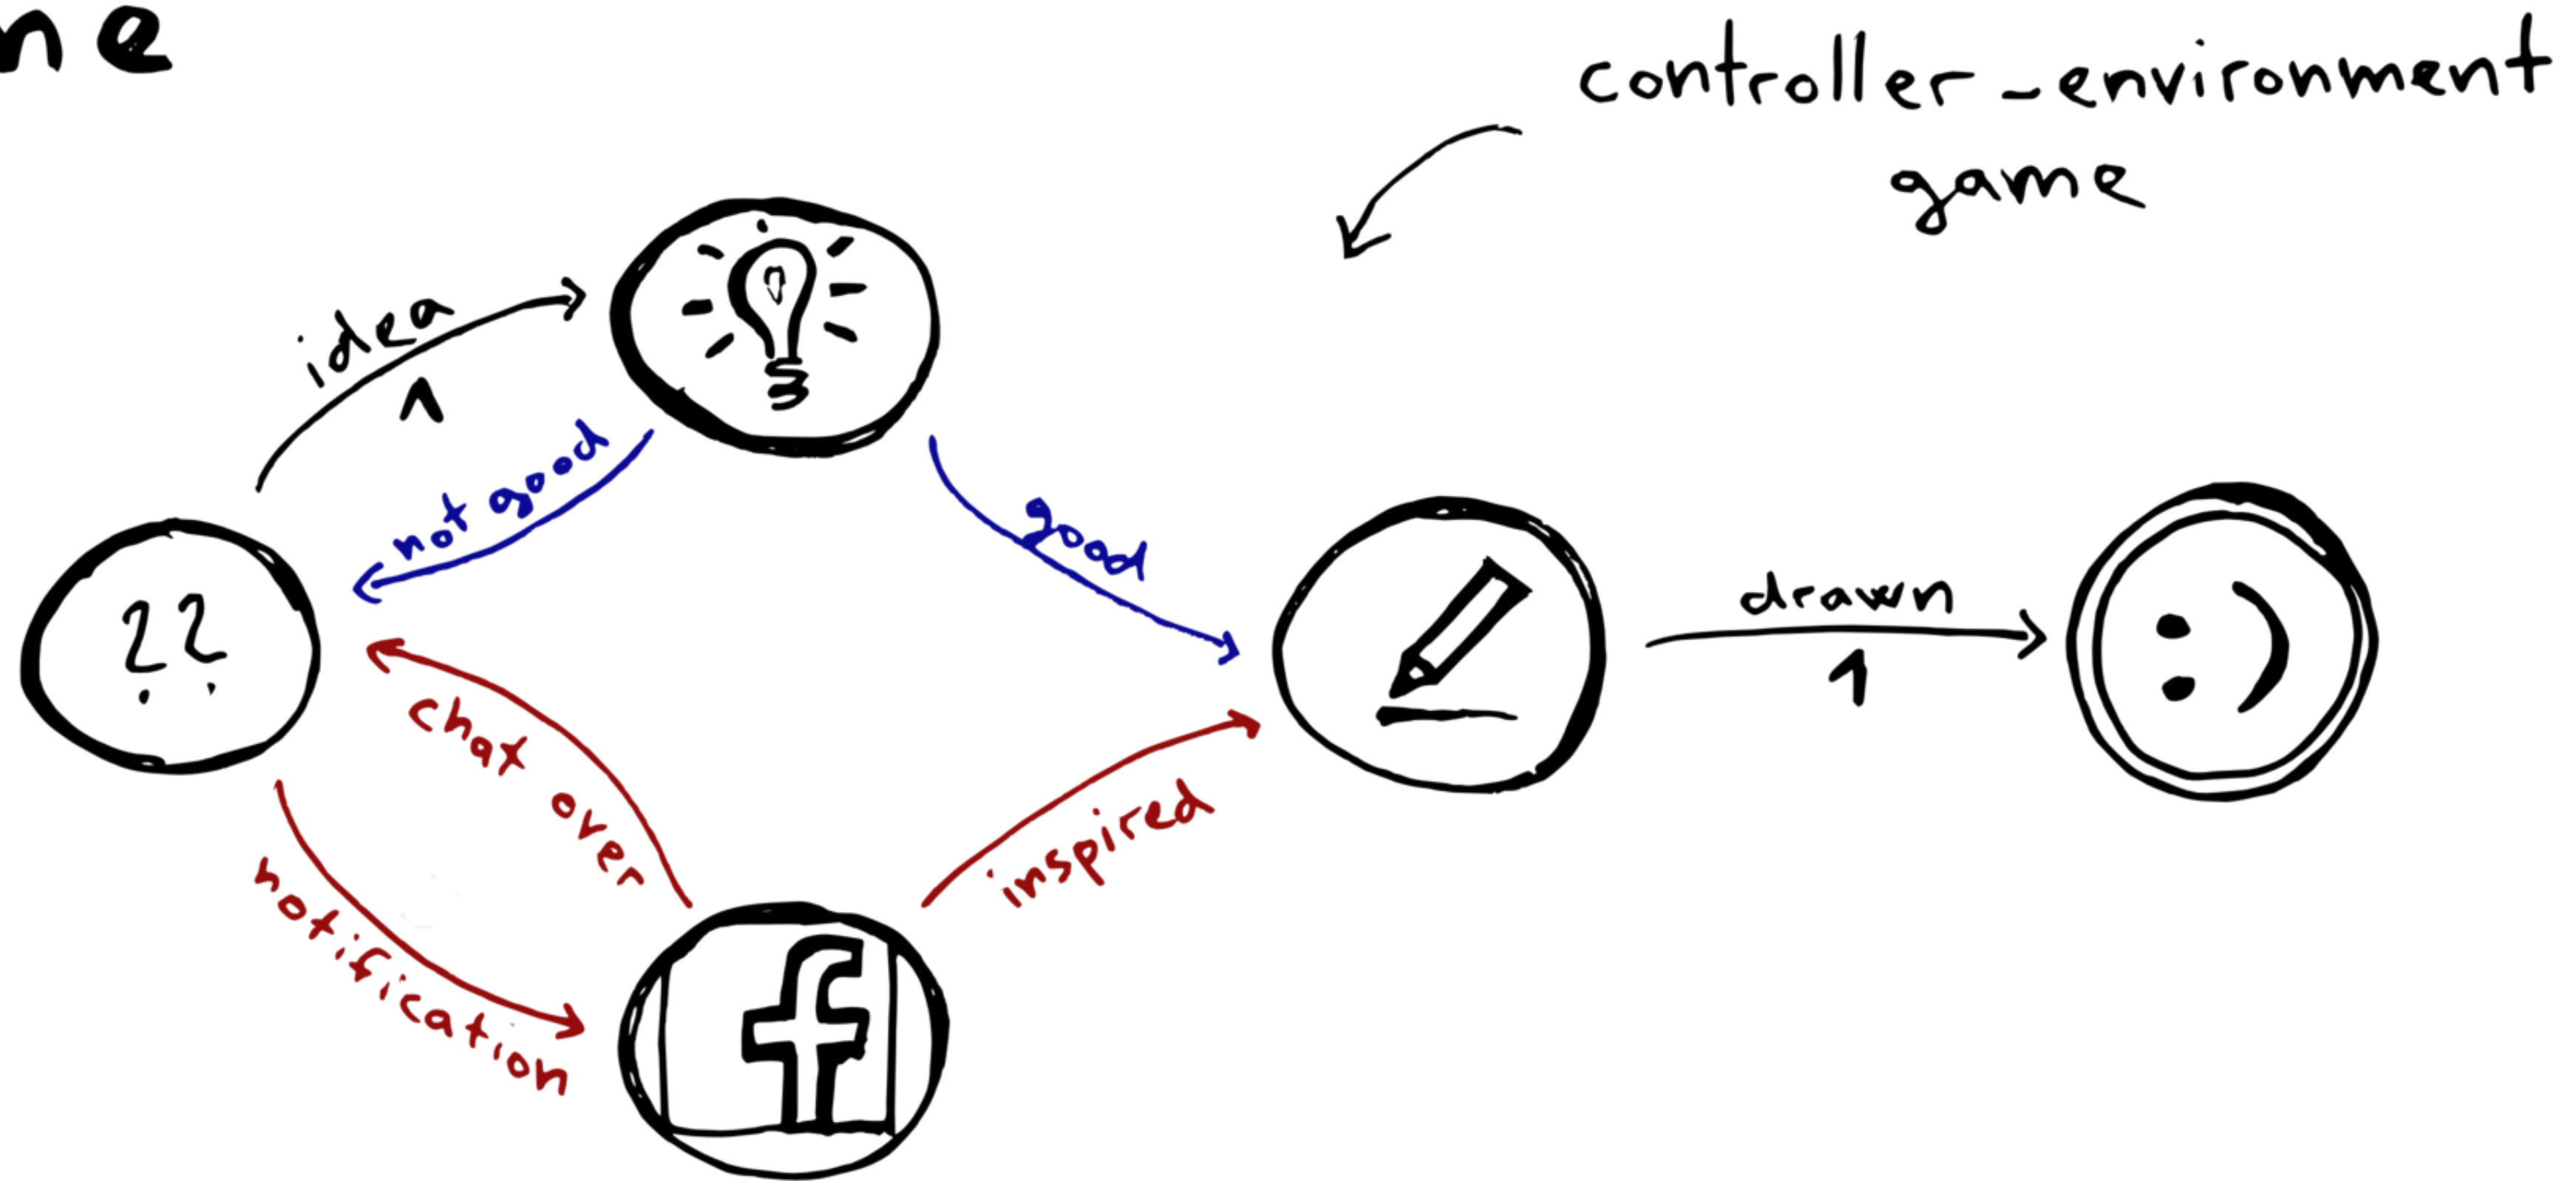 ne
controller-environment
game
idea
1
not good
good
??
drawn
1
:)
chat over
inspired
notification
f